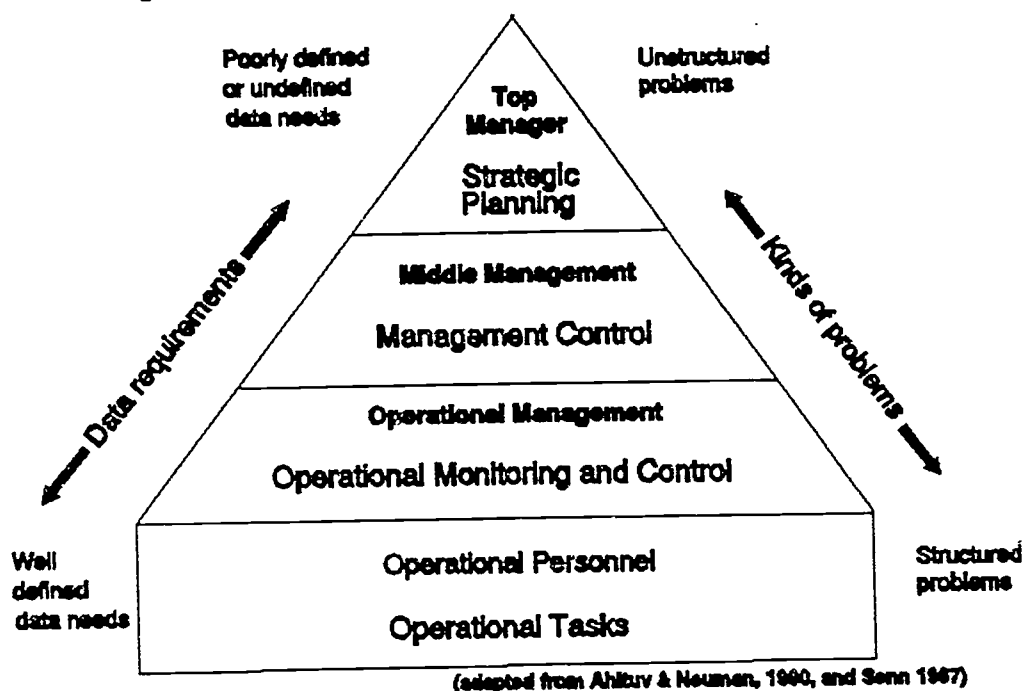 Poorly defined
or undefined
data needs
Unstructured
problems
Top
Manager
Strategic
Planning
Data requirements
Kinds of problems
Middle Management
Management Control
Operational Management
Operational Monitoring and Control
Well
defined
data needs
Operational Personnel
Operational Tasks
Structured
problems
(adapted from Ahituv & Neuman, 1990, and Senn 1987)